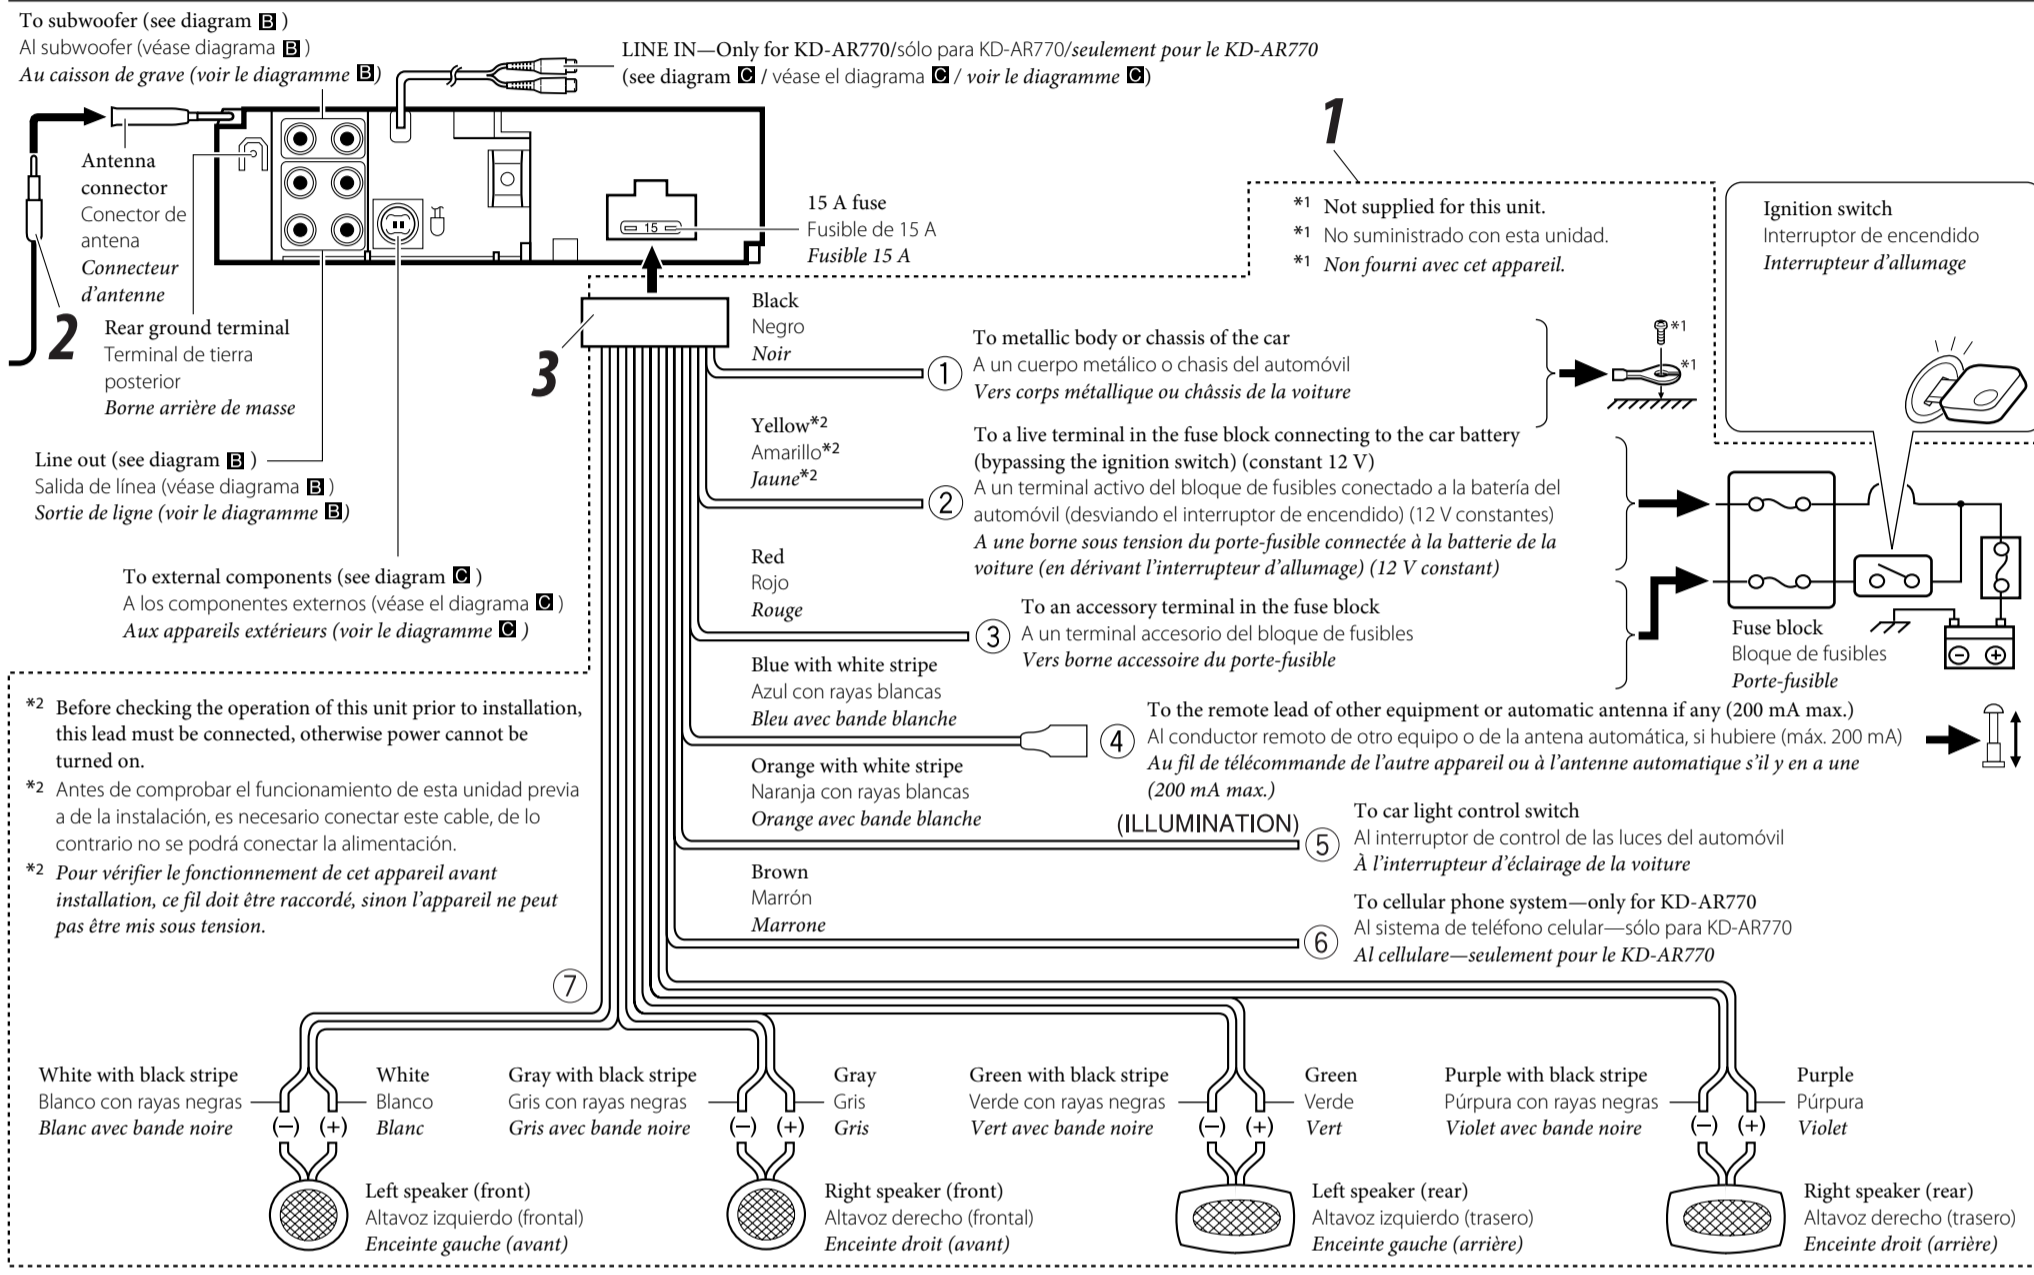 To subwoofer (see diagram B )
Al subwoofer (véase diagrama B )
Au caisson de grave (voir le diagramme B)
LINE IN—Only for KD-AR770/sólo para KD-AR770/seulement pour le KD-AR770
(see diagram C / véase el diagrama C / voir le diagramme C)
1
Antenna
connector
Conector de
antena
Connecteur
d'antenne
2
Rear ground terminal
Terminal de tierra
posterior
Borne arrière de masse
15
15 A fuse
Fusible de 15 A
Fusible 15 A
*1 Not supplied for this unit.
*1 No suministrado con esta unidad.
*1 Non fourni avec cet appareil.
Ignition switch
Interruptor de encendido
Interrupteur d'allumage
3
Line out (see diagram B )
Salida de línea (véase diagrama B )
Sortie de ligne (voir le diagramme B)
To external components (see diagram C )
A los componentes externos (véase el diagrama C )
Aux appareils extérieurs (voir le diagramme C )
Black
Negro
Noir
1
To metallic body or chassis of the car
A un cuerpo metálico o chasis del automóvil
Vers corps métallique ou châssis de la voiture
*1
*1
Yellow*2
Amarillo*2
Jaune*2
2
To a live terminal in the fuse block connecting to the car battery
(bypassing the ignition switch) (constant 12 V)
A un terminal activo del bloque de fusibles conectado a la batería del
automóvil (desviando el interruptor de encendido) (12 V constantes)
A une borne sous tension du porte-fusible connectée à la batterie de la
voiture (en dérivant l'interrupteur d'allumage) (12 V constant)
Red
Rojo
Rouge
3
To an accessory terminal in the fuse block
A un terminal accesorio del bloque de fusibles
Vers borne accessoire du porte-fusible
Fuse block
Bloque de fusibles
Porte-fusible
− +
*2 Before checking the operation of this unit prior to installation,
this lead must be connected, otherwise power cannot be
turned on.
*2 Antes de comprobar el funcionamiento de esta unidad previa
a de la instalación, es necesario conectar este cable, de lo
contrario no se podrá conectar la alimentación.
*2 Pour vérifier le fonctionnement de cet appareil avant
installation, ce fil doit être raccordé, sinon l'appareil ne peut
pas être mis sous tension.
Blue with white stripe
Azul con rayas blancas
Bleu avec bande blanche
4
To the remote lead of other equipment or automatic antenna if any (200 mA max.)
Al conductor remoto de otro equipo o de la antena automática, si hubiere (máx. 200 mA)
Au fil de télécommande de l'autre appareil ou à l'antenne automatique s'il y en a une
(200 mA max.)
Orange with white stripe
Naranja con rayas blancas
Orange avec bande blanche
(ILLUMINATION)
5
To car light control switch
Al interruptor de control de las luces del automóvil
À l'interrupteur d'éclairage de la voiture
Brown
Marrón
Marrone
6
To cellular phone system—only for KD-AR770
Al sistema de teléfono celular—sólo para KD-AR770
Al cellulare—seulement pour le KD-AR770
7
White with black stripe
Blanco con rayas negras
Blanc avec bande noire
(−) (+)
White
Blanco
Blanc
Left speaker (front)
Altavoz izquierdo (frontal)
Enceinte gauche (avant)
Gray with black stripe
Gris con rayas negras
Gris avec bande noire
(−) (+)
Gray
Gris
Gris
Right speaker (front)
Altavoz derecho (frontal)
Enceinte droit (avant)
Green with black stripe
Verde con rayas negras
Vert avec bande noire
(−) (+)
Green
Verde
Vert
Left speaker (rear)
Altavoz izquierdo (trasero)
Enceinte gauche (arrière)
Purple with black stripe
Púrpura con rayas negras
Violet avec bande noire
(−) (+)
Purple
Púrpura
Violet
Right speaker (rear)
Altavoz derecho (trasero)
Enceinte droit (arrière)